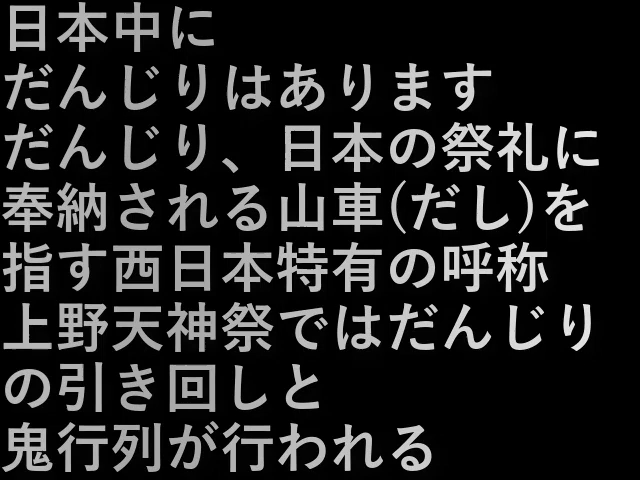 日本中に
だんじりはあります
だんじり、日本の祭礼に
奉納される山車(だし)を
指す西日本特有の呼称
上野天神祭ではだんじり
の引き回しと
鬼行列が行われる